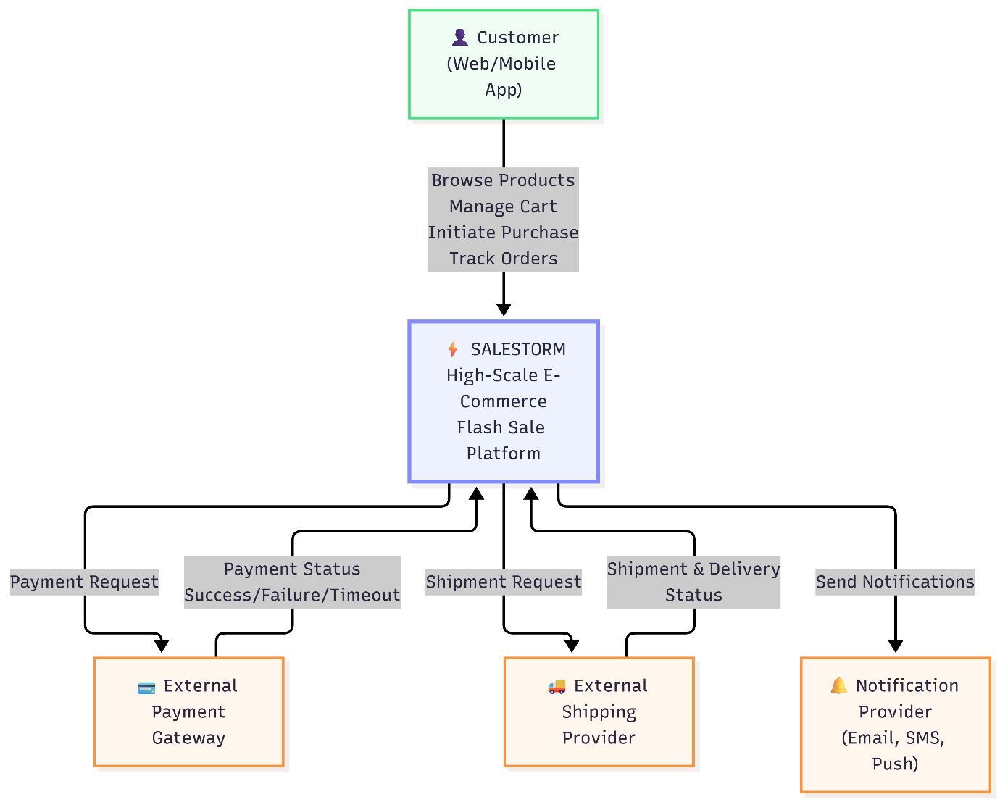 Customer
(Web/Mobile
App)
Browse Products
Manage Cart
Initiate Purchase
Track Orders
SALESTORM
High-Scale E-
Commerce
Flash Sale
Platform
Payment Request
Payment Status
Success/Failure/Timeout
Shipment Request
Shipment & Delivery
Status
Send Notifications
External
Payment
Gateway
External
Shipping
Provider
Notification
Provider
(Email, SMS,
Push)